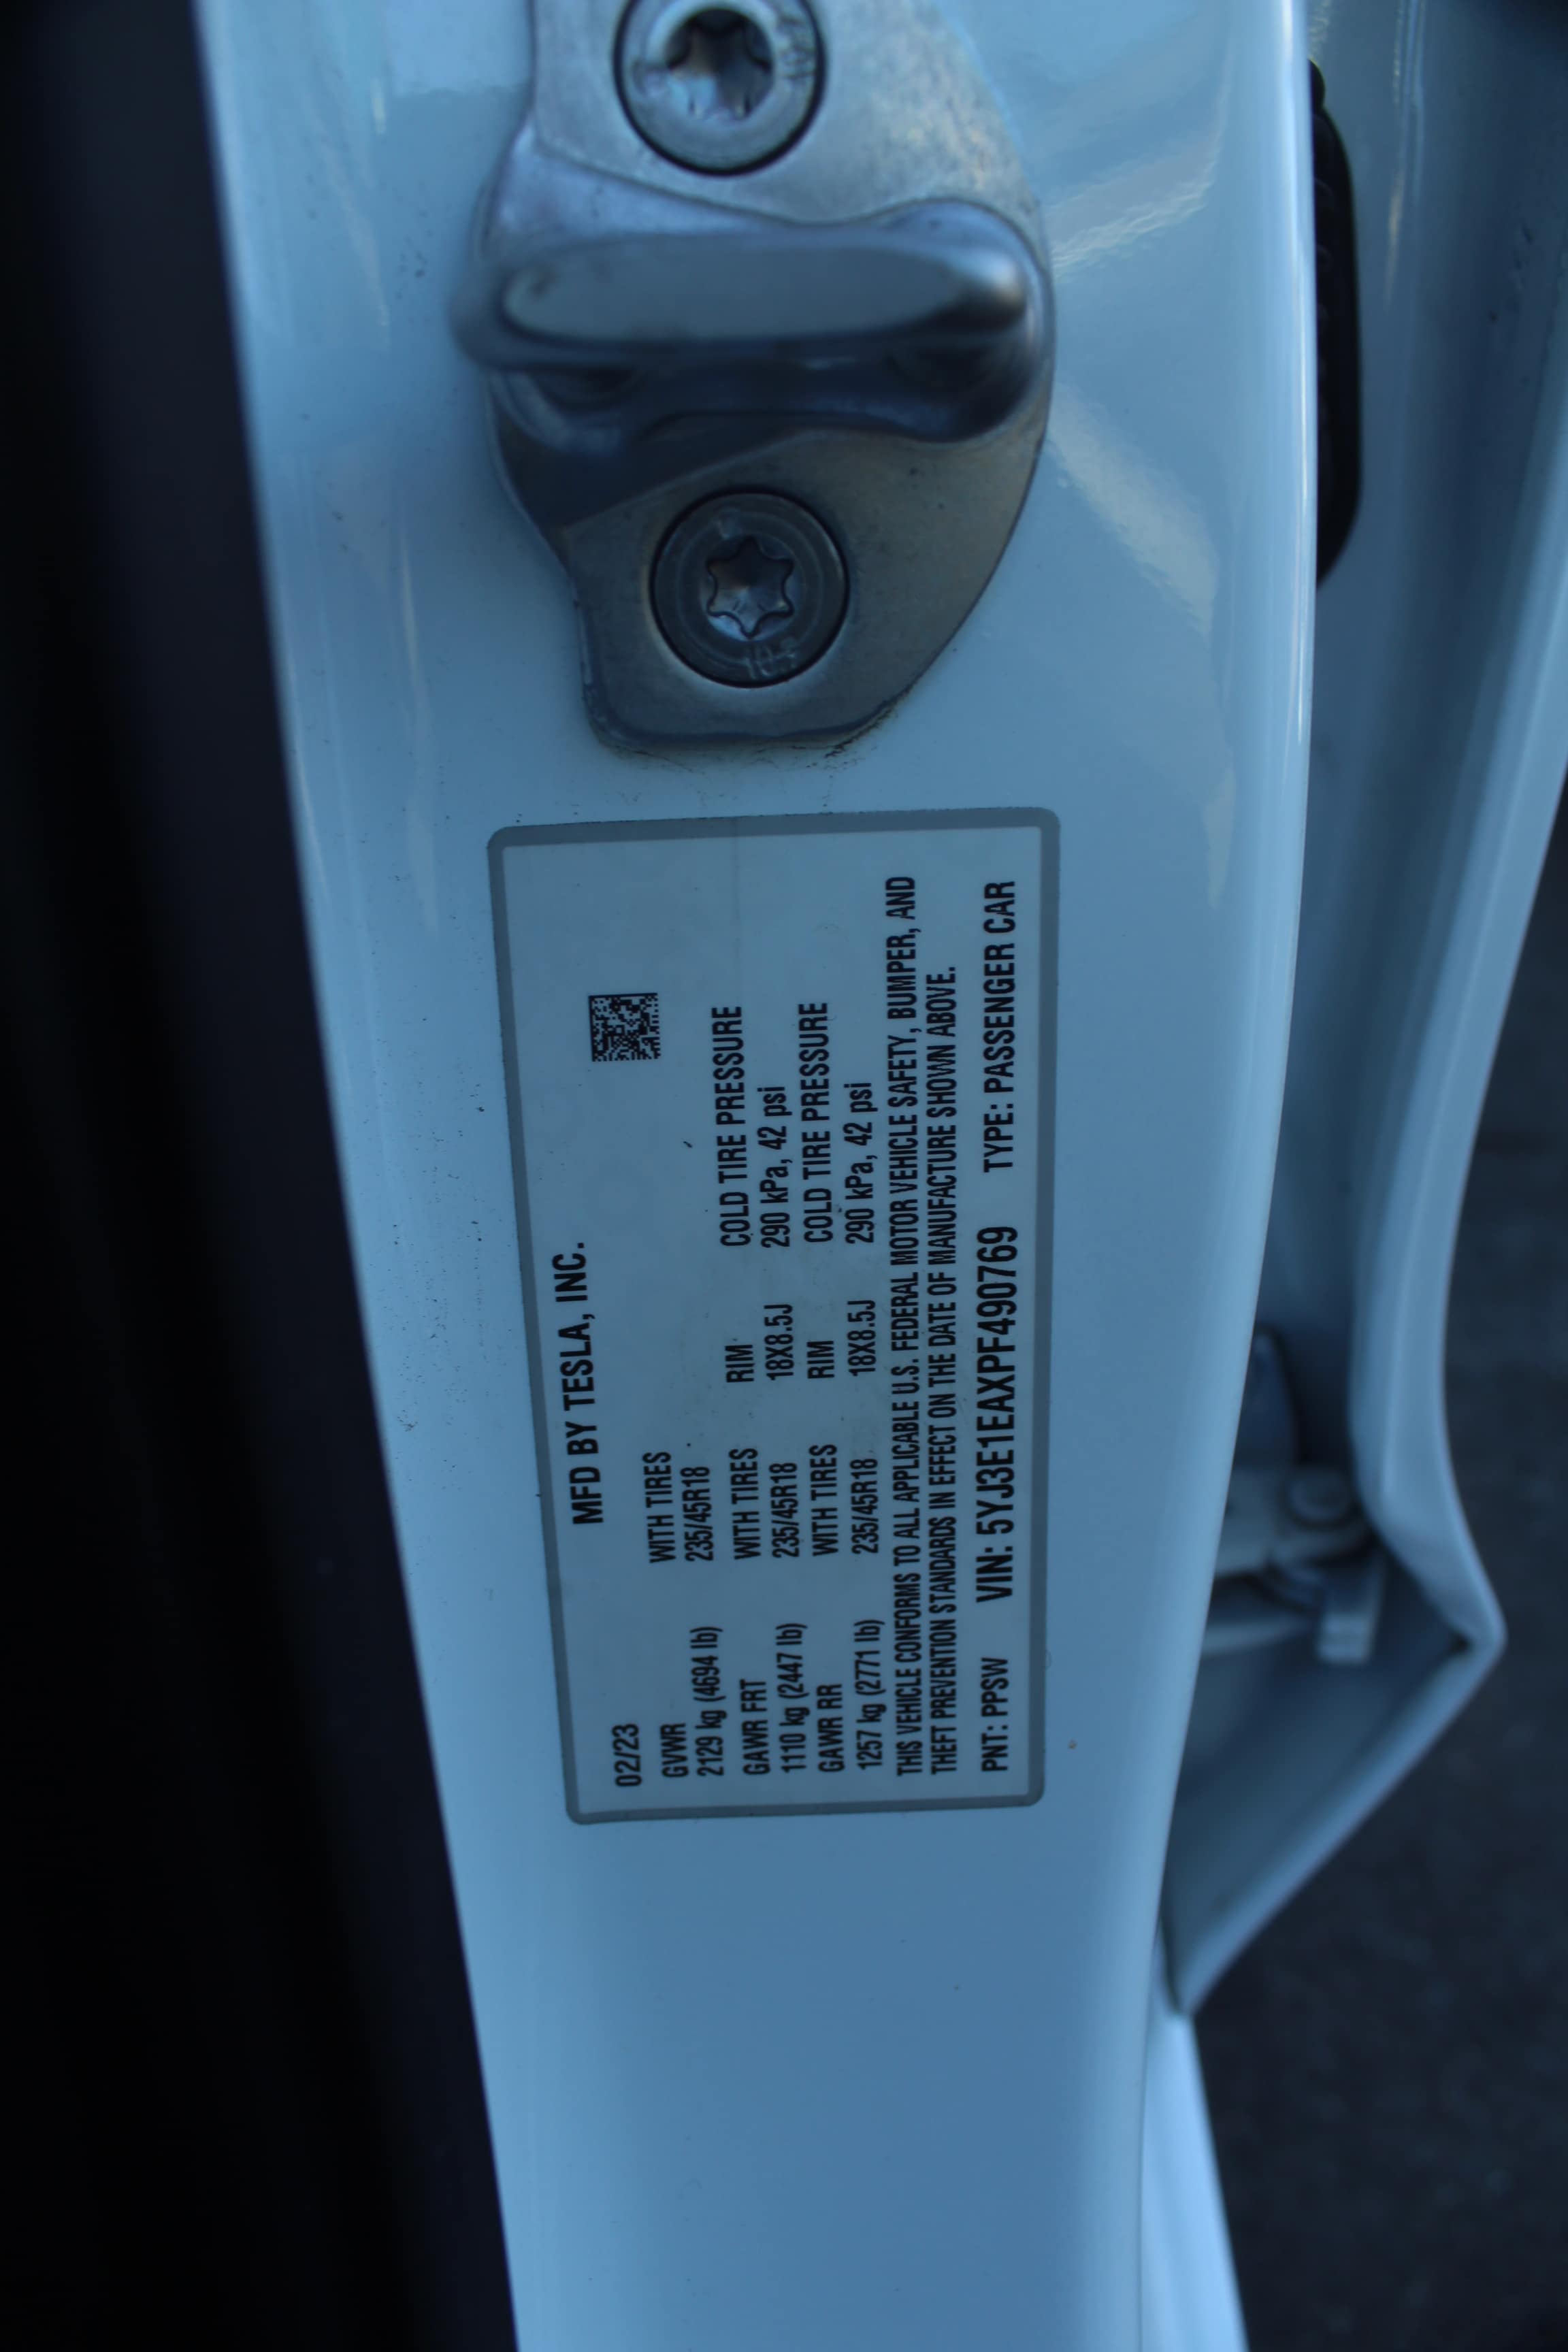 MFD BY TESLA, INC.
02/23
GVWR WITH TIRES
2129 kg (4694 lb) 235/45R18
GAWR FRT WITH TIRES RIM COLD TIRE PRESSURE
1110 kg (2447 lb) 235/45R18 18X8.5J 290 kPa, 42 psi
GAWR RR WITH TIRES RIM COLD TIRE PRESSURE
1257 kg (2771 lb) 235/45R18 18X8.5J 290 kPa, 42 psi
THIS VEHICLE CONFORMS TO ALL APPLICABLE U.S. FEDERAL MOTOR VEHICLE SAFETY, BUMPER, AND
THEFT PREVENTION STANDARDS IN EFFECT ON THE DATE OF MANUFACTURE SHOWN ABOVE.
PNT: PPSW VIN: 5YJ3E1EAXPF490769 TYPE: PASSENGER CAR